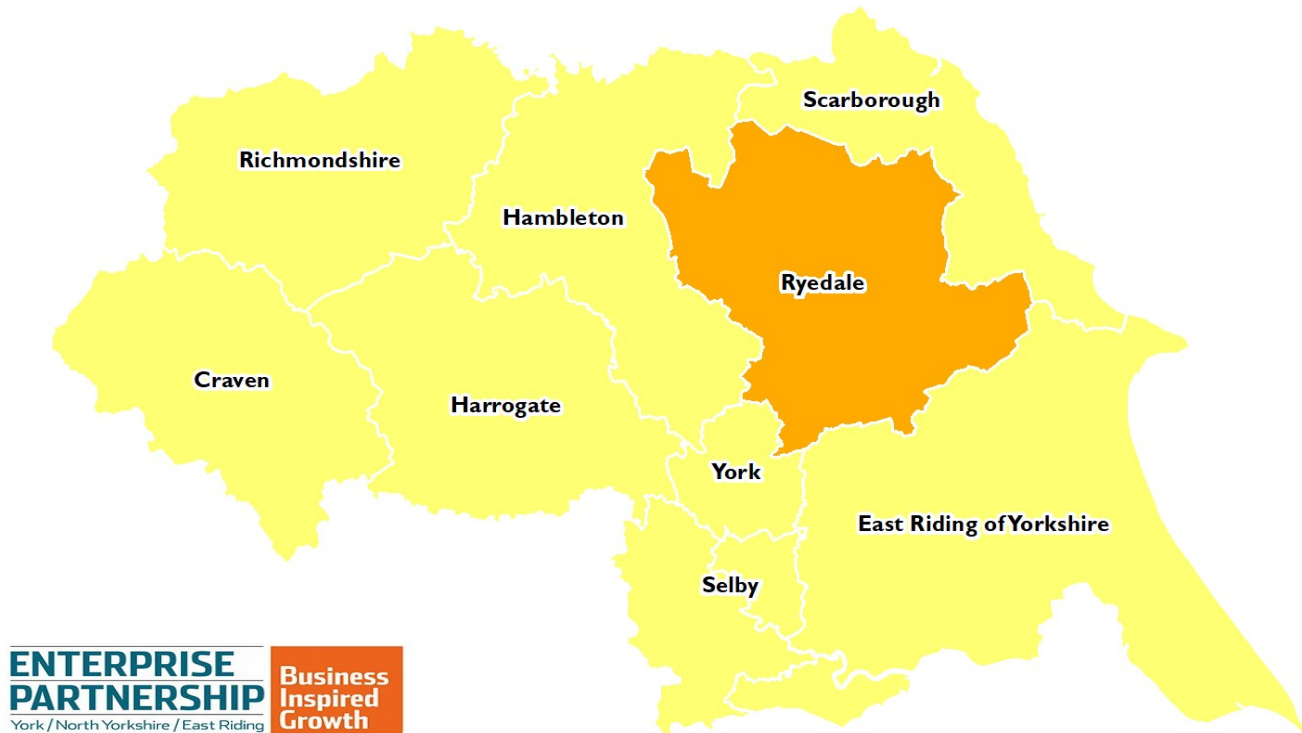 Scarborough
Richmondshire
Hambleton
Ryedale
Craven
Harrogate
York
East Riding of Yorkshire
Selby
ENTERPRISE
PARTNERSHIP
York / North Yorkshire / East Riding
Business
Inspired
Growth